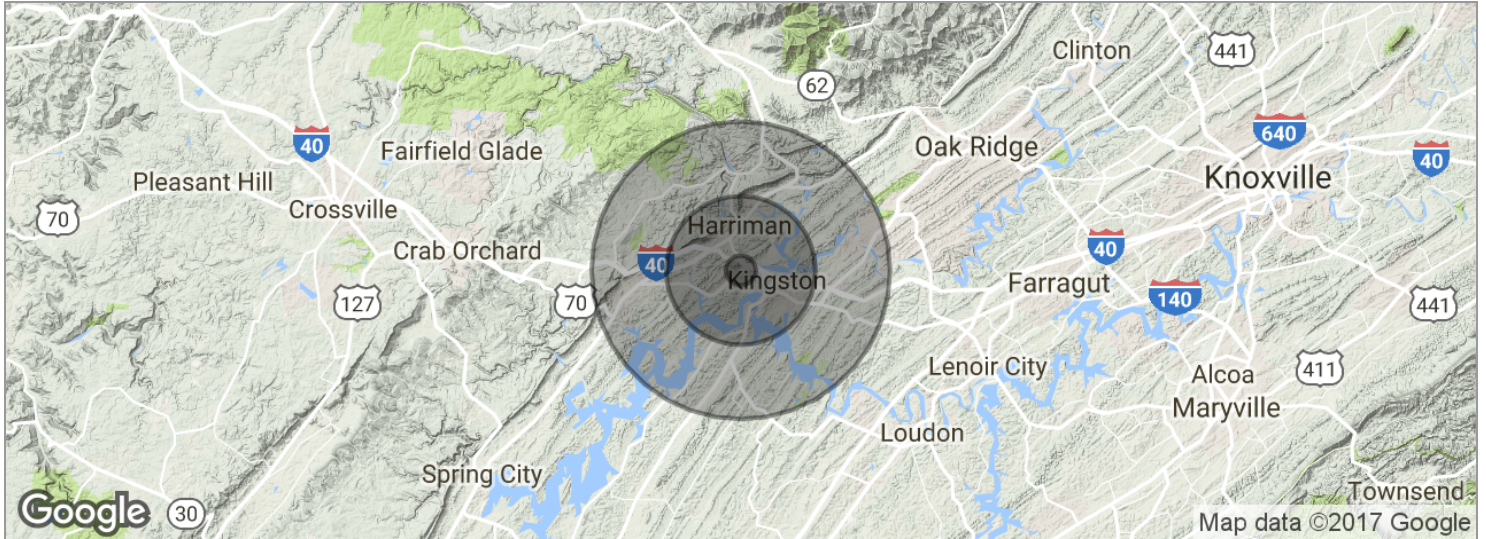 Clinton
441
62
Oak Ridge
640
40
Fairfield Glade
40
Pleasant Hill
Knoxville
70
Crossville
Harriman
Crab Orchard
40
40
Kingston
Farragut
127
70
140
441
Lenoir City
411
Alcoa
Maryville
Loudon
Spring City
Townsend
Google
30
Map data ©2017 Google